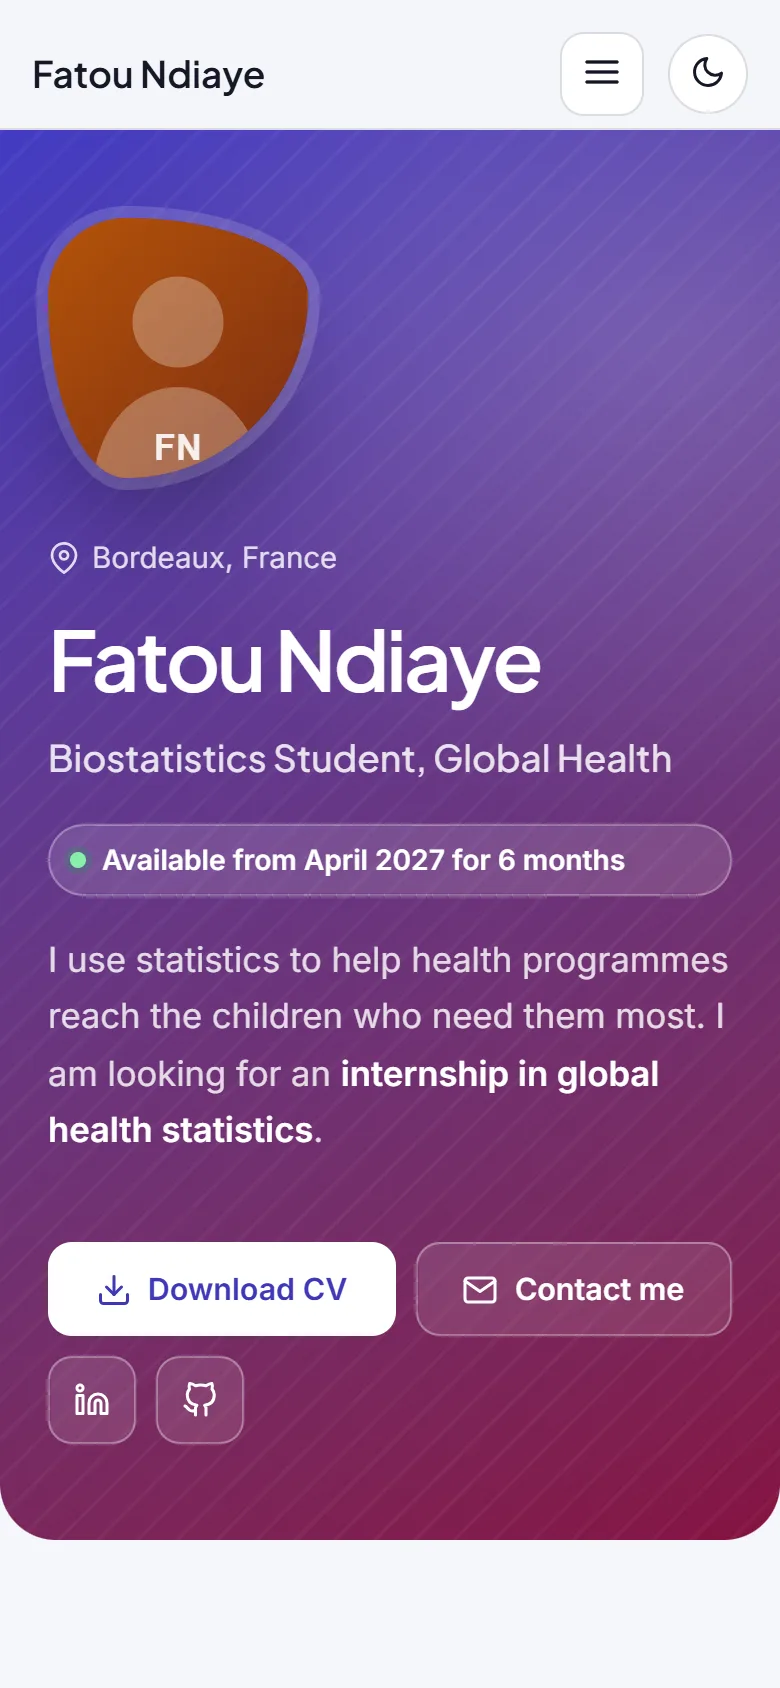 Fatou Ndiaye
FN
Bordeaux, France
Fatou Ndiaye
Biostatistics Student, Global Health
Available from April 2027 for 6 months
I use statistics to help health programmes
reach the children who need them most. I
am looking for an internship in global
health statistics.
Download CV
Contact me
in